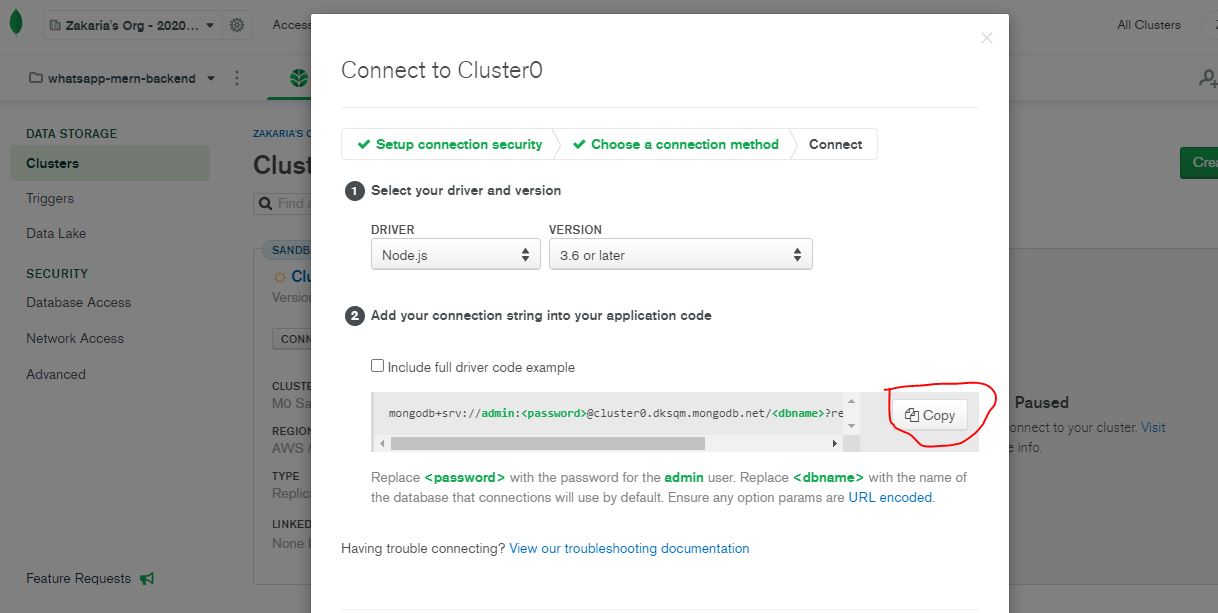 Zakaria's Org - 2020...
Access
All Clusters
whatsapp-mern-backend
DATA STORAGE
Clusters
Triggers
Data Lake
SECURITY
Database Access
Network Access
Advanced
Feature Requests
ZAKARIA'S O
Clust
Find a
SANDB
Clu
Version
CONN
CLUSTE
M0 Sa
REGION
AWS /
TYPE
Replic
LINKED
None L
Connect to Cluster0
Setup connection security
Choose a connection method
Connect
1 Select your driver and version
DRIVER VERSION
Node.js 3.6 or later
2 Add your connection string into your application code
Include full driver code example
mongodb+srv://admin:<password>@cluster0.dksqm.mongodb.net/<dbname>?re
Copy
Replace <password> with the password for the admin user. Replace <dbname> with the name of
the database that connections will use by default. Ensure any option params are URL encoded.
Having trouble connecting? View our troubleshooting documentation
Crea
Paused
onnect to your cluster. Visit
e info.